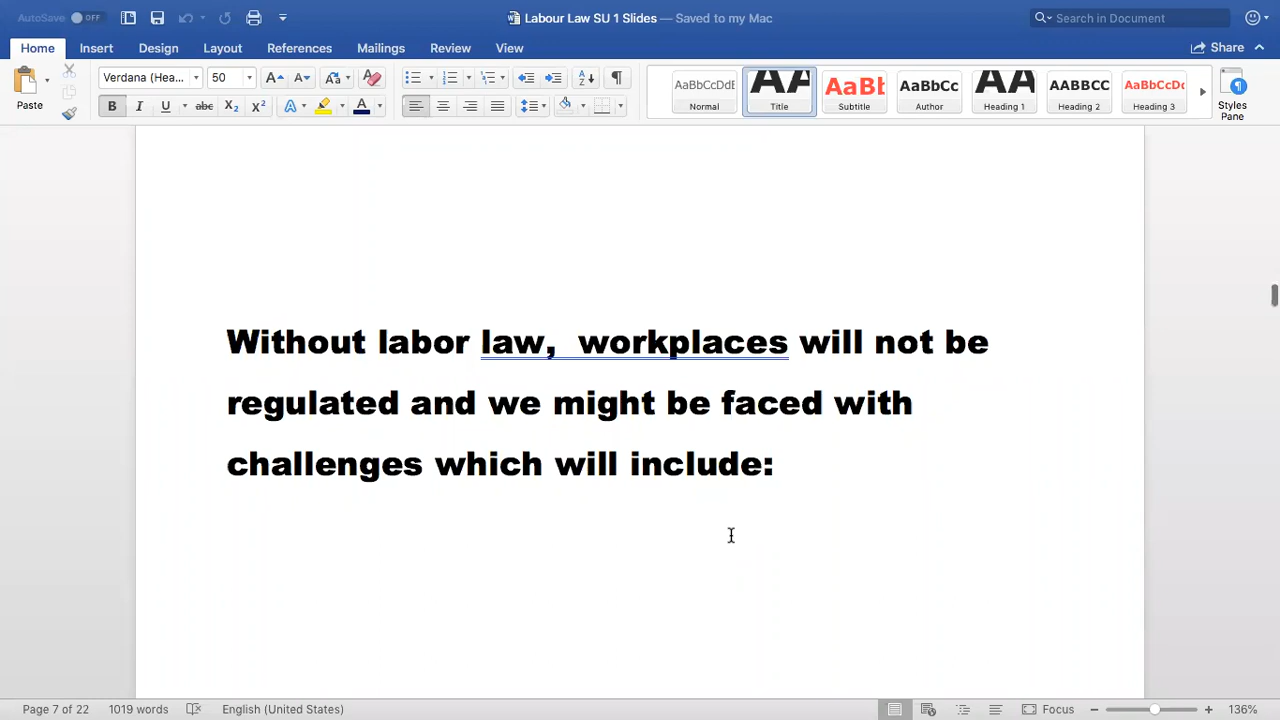 AutoSave OFF Labour Law SU 1 Slides — Saved to my Mac Search in Document
Home Insert Design Layout References Mailings Review View Share
Paste Verdana (Hea... 50 AaBbCcDdE AaBb AaBbCc AABBCC AaBbCcDc
Normal Title Subtitle Author Heading 1 Heading 2 Heading 3 Styles Pane
Without labor law,  workplaces will not be
regulated and we might be faced with
challenges which will include:
Page 7 of 22 1019 words English (United States) Focus 136%